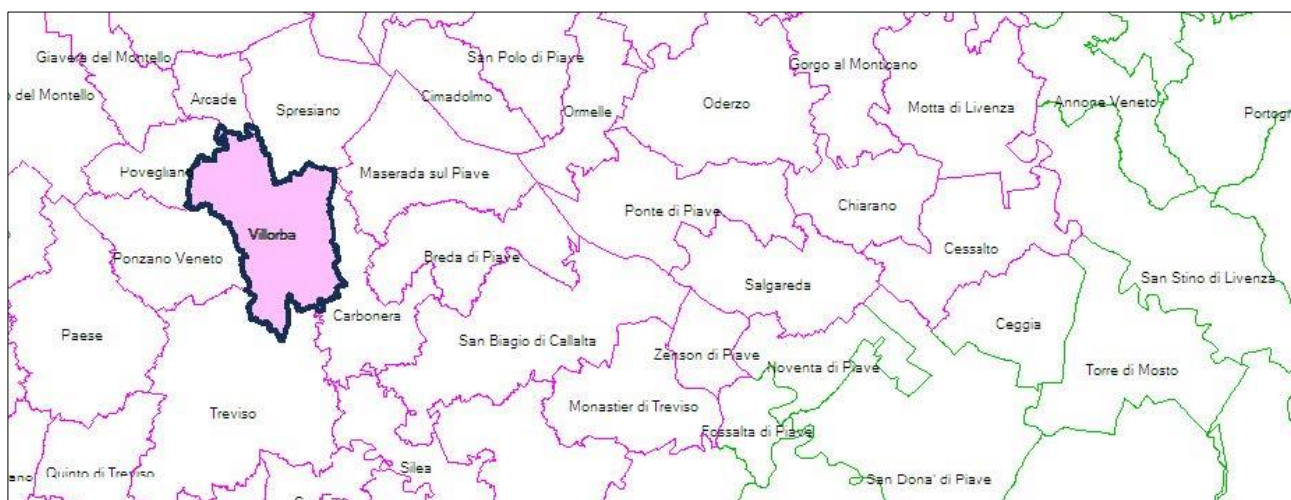 Giavera del Montello
San Polo di Piave
Gorgo al Monticano
o del Montello
Arcade
Cimadolmo
Oderzo
Annone Veneto
Spresiano
Ormelle
Motta di Livenza
Portogr
Povegliano
Maserada sul Piave
Chiarano
Ponte di Piave
Villorba
Cessalto
Ponzano Veneto
Breda di Piave
San Stino di Livenza
Salgareda
Carbonera
Ceggia
Paese
San Biagio di Callalta
Zenson di Piave
Noventa di Piave
Torre di Mosto
Treviso
Monastier di Treviso
Fossalta di Piave
Silea
Quinto di Treviso
ano
San Dona' di Piave